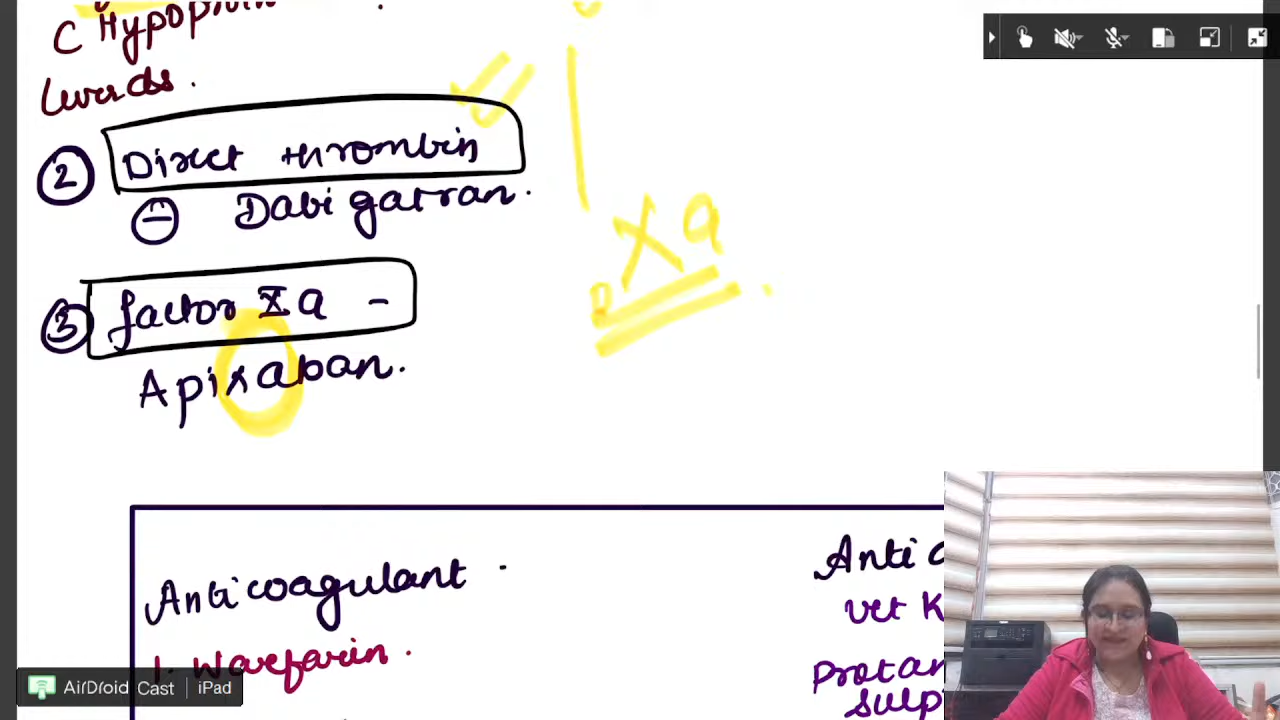 C Hypopro
levels.
② Direct thrombin
⊖ Dabigatran.
③ factor Xa -
Apixaban.
Xa
Anticoagulant
Anti
1. Warfarin.
vit K
Protam
sulp
AirDroid Cast | iPad